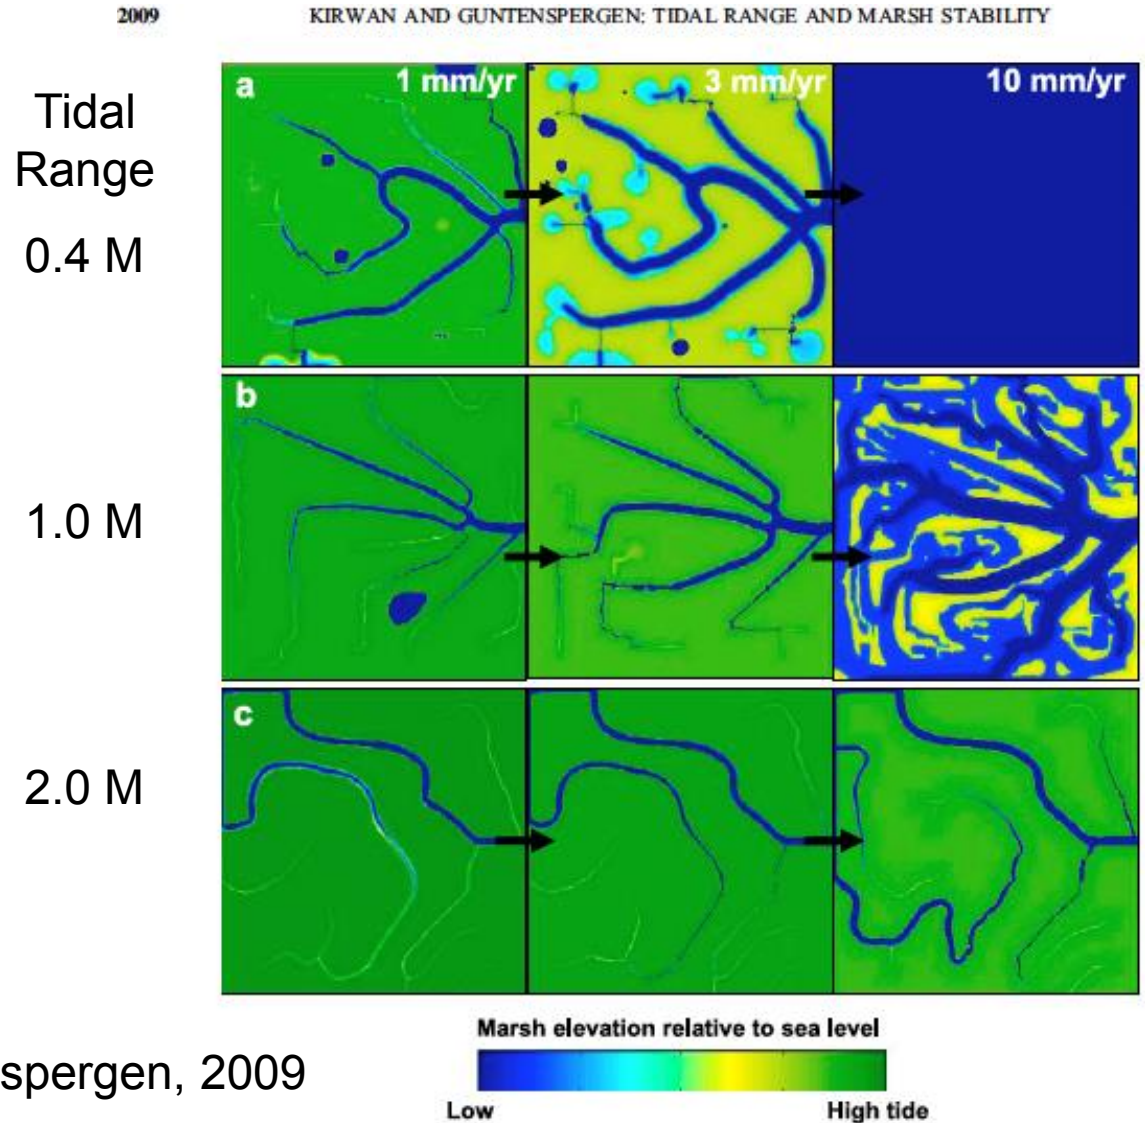 2009
KIRWAN AND GUNTENSPERGEN: TIDAL RANGE AND MARSH STABILITY
Tidal
Range
a
1 mm/yr
3 mm/yr
10 mm/yr
0.4 M
b
1.0 M
c
2.0 M
Marsh elevation relative to sea level
spergen, 2009
Low
High tide